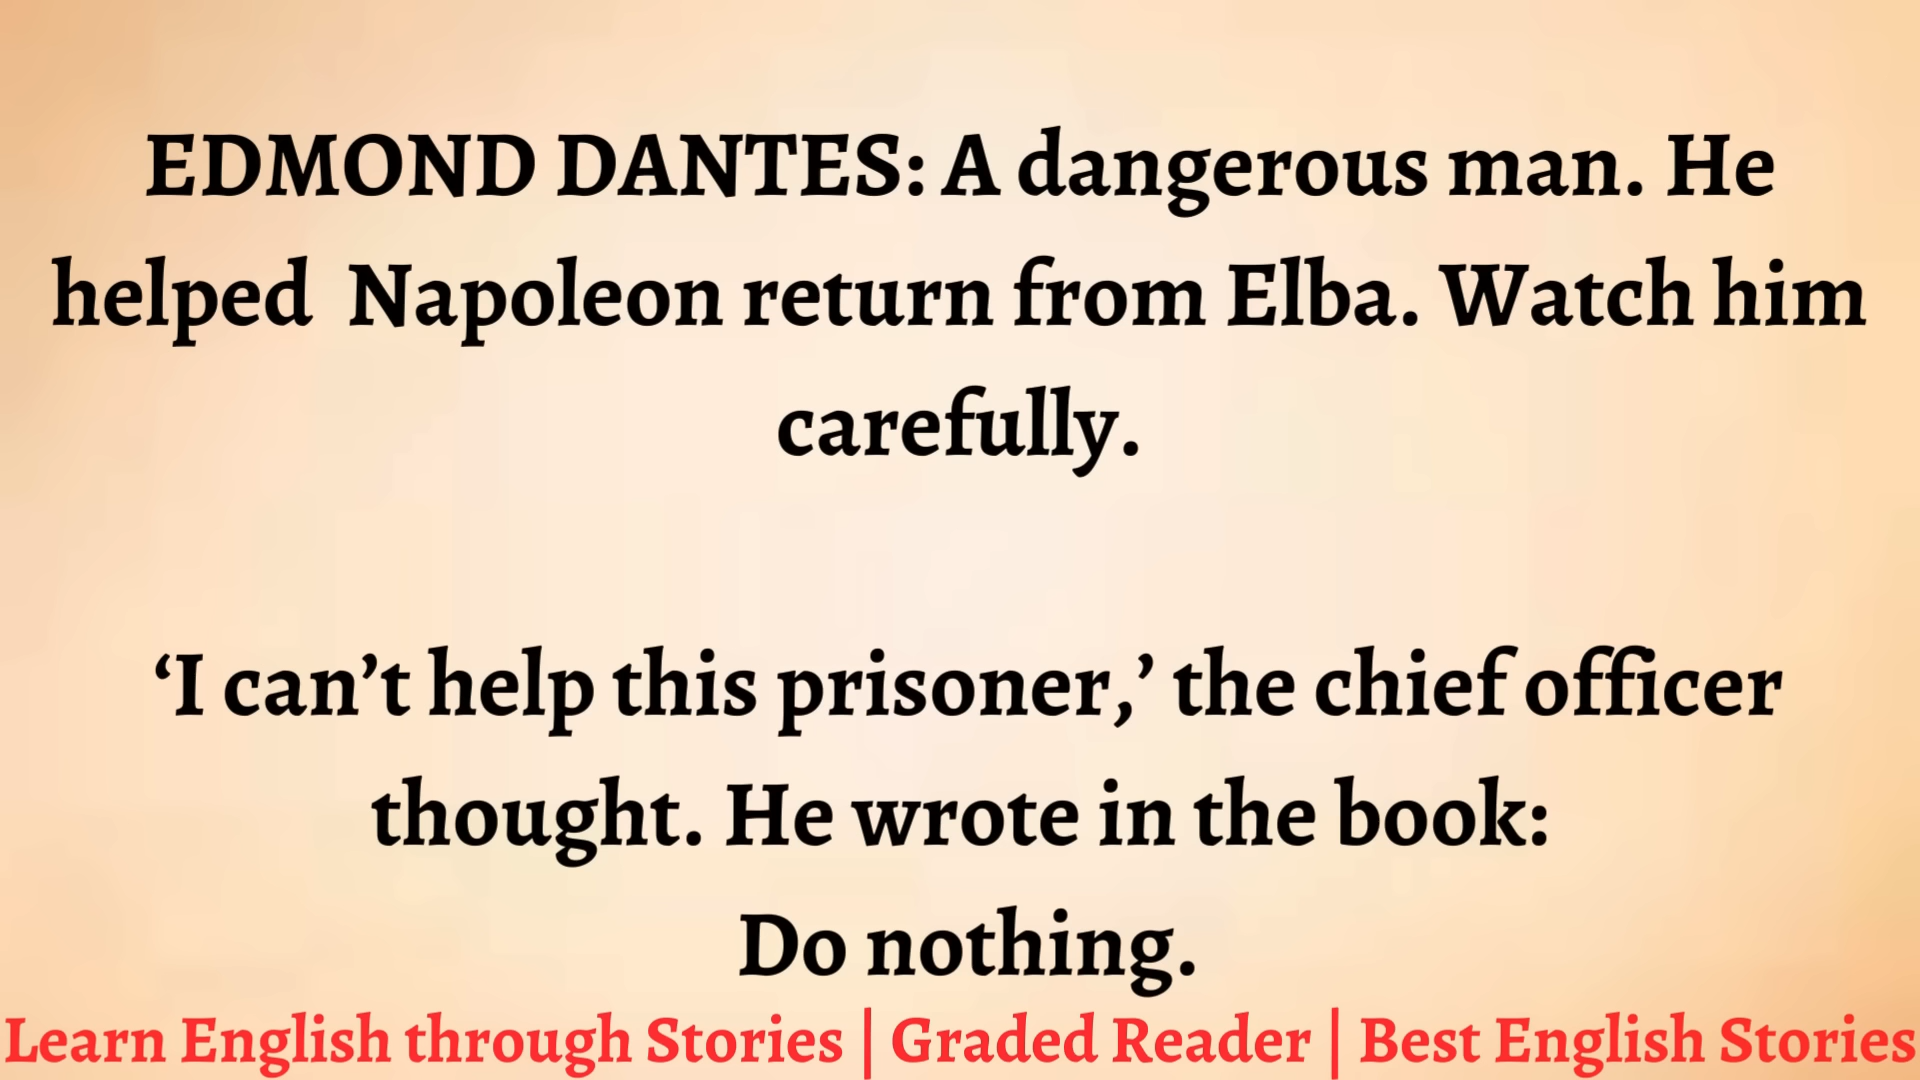 EDMOND DANTES: A dangerous man. He
helped  Napoleon return from Elba. Watch him
carefully.
‘I can’t help this prisoner,’ the chief officer
thought. He wrote in the book:
Do nothing.
Learn English through Stories | Graded Reader | Best English Stories